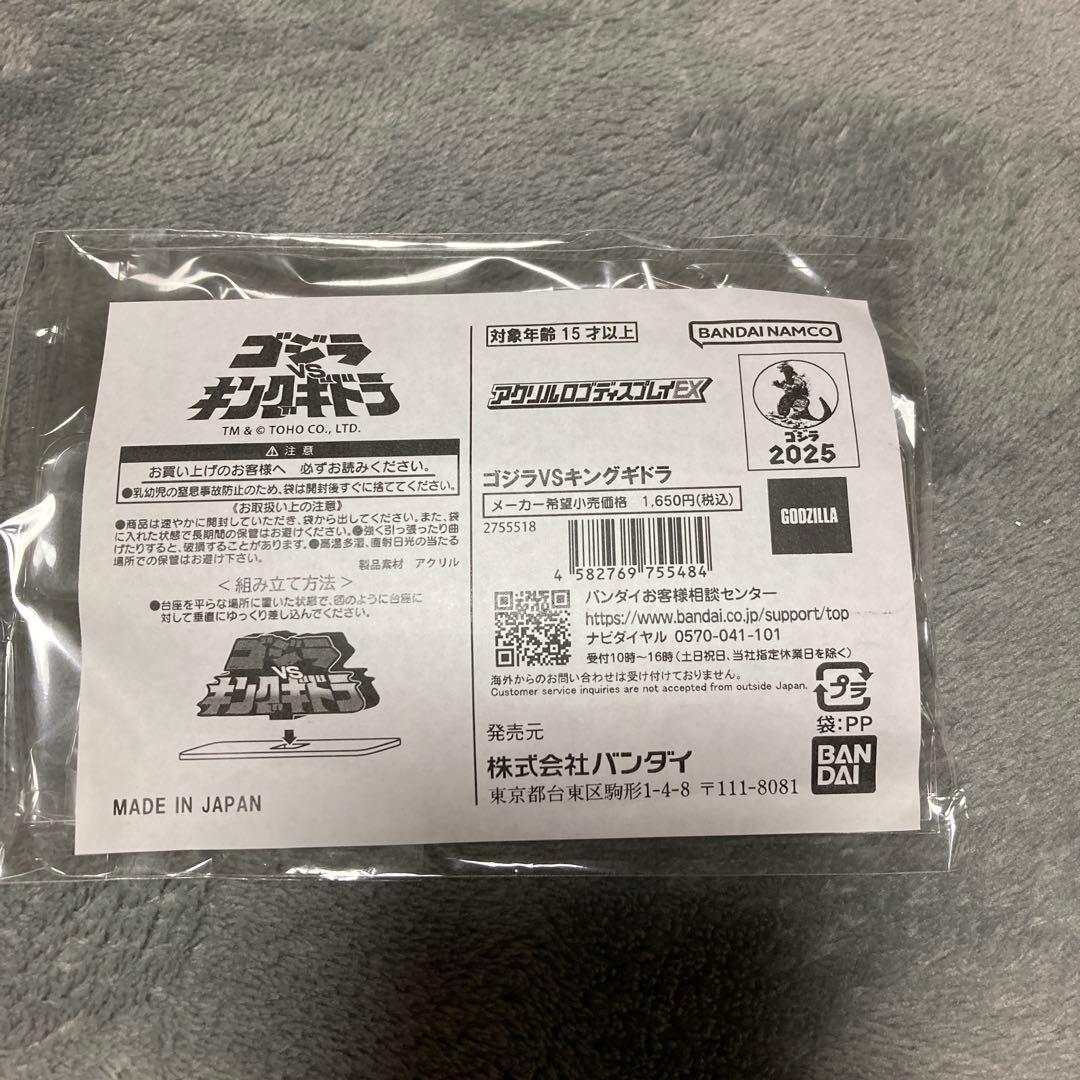 ゴジラ
VS
キングギドラ
TM & © TOHO CO., LTD.
⚠ 注意
お買い上げのお客様へ 必ずお読みください。
●乳幼児の窒息事故防止のため、袋は開封後すぐに捨ててください。
《お取扱い上の注意》
●商品は速やかに開封していただき、袋から出してください。また、袋
に入れた状態で長期間の保管はお避けください。●強く引っ張ったり曲
げたりすると、破損することがあります。●高温多湿、直射日光の当たる
場所での保管はお避け下さい。
製品素材 アクリル
＜組み立て方法＞
●台座を平らな場所に置いた状態で、図のように台座に
対して垂直にゆっくり差し込んでください。
ゴジラ
VS
キングギドラ
MADE IN JAPAN
対象年齢 15才以上
BANDAI NAMCO
アクリルロゴディスプレイEX
ゴジラ
2025
ゴジラVSキングギドラ
メーカー希望小売価格 1,650円(税込)
2755518
GODZILLA
4 582769 755484
バンダイお客様相談センター
https://www.bandai.co.jp/support/top
ナビダイヤル 0570-041-101
受付10時～16時(土日祝日、当社指定休業日を除く)
海外からのお問い合わせは受け付けておりません。
Customer service inquiries are not accepted from outside Japan.
プラ
袋:PP
発売元
株式会社バンダイ
東京都台東区駒形1-4-8 〒111-8081
BAN
DAI